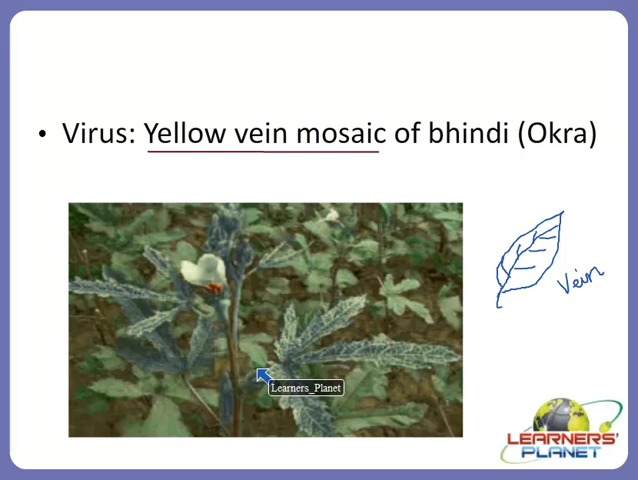 • Virus: Yellow vein mosaic of bhindi (Okra)
Vein
Learners_Planet
LEARNERS'
PLANET